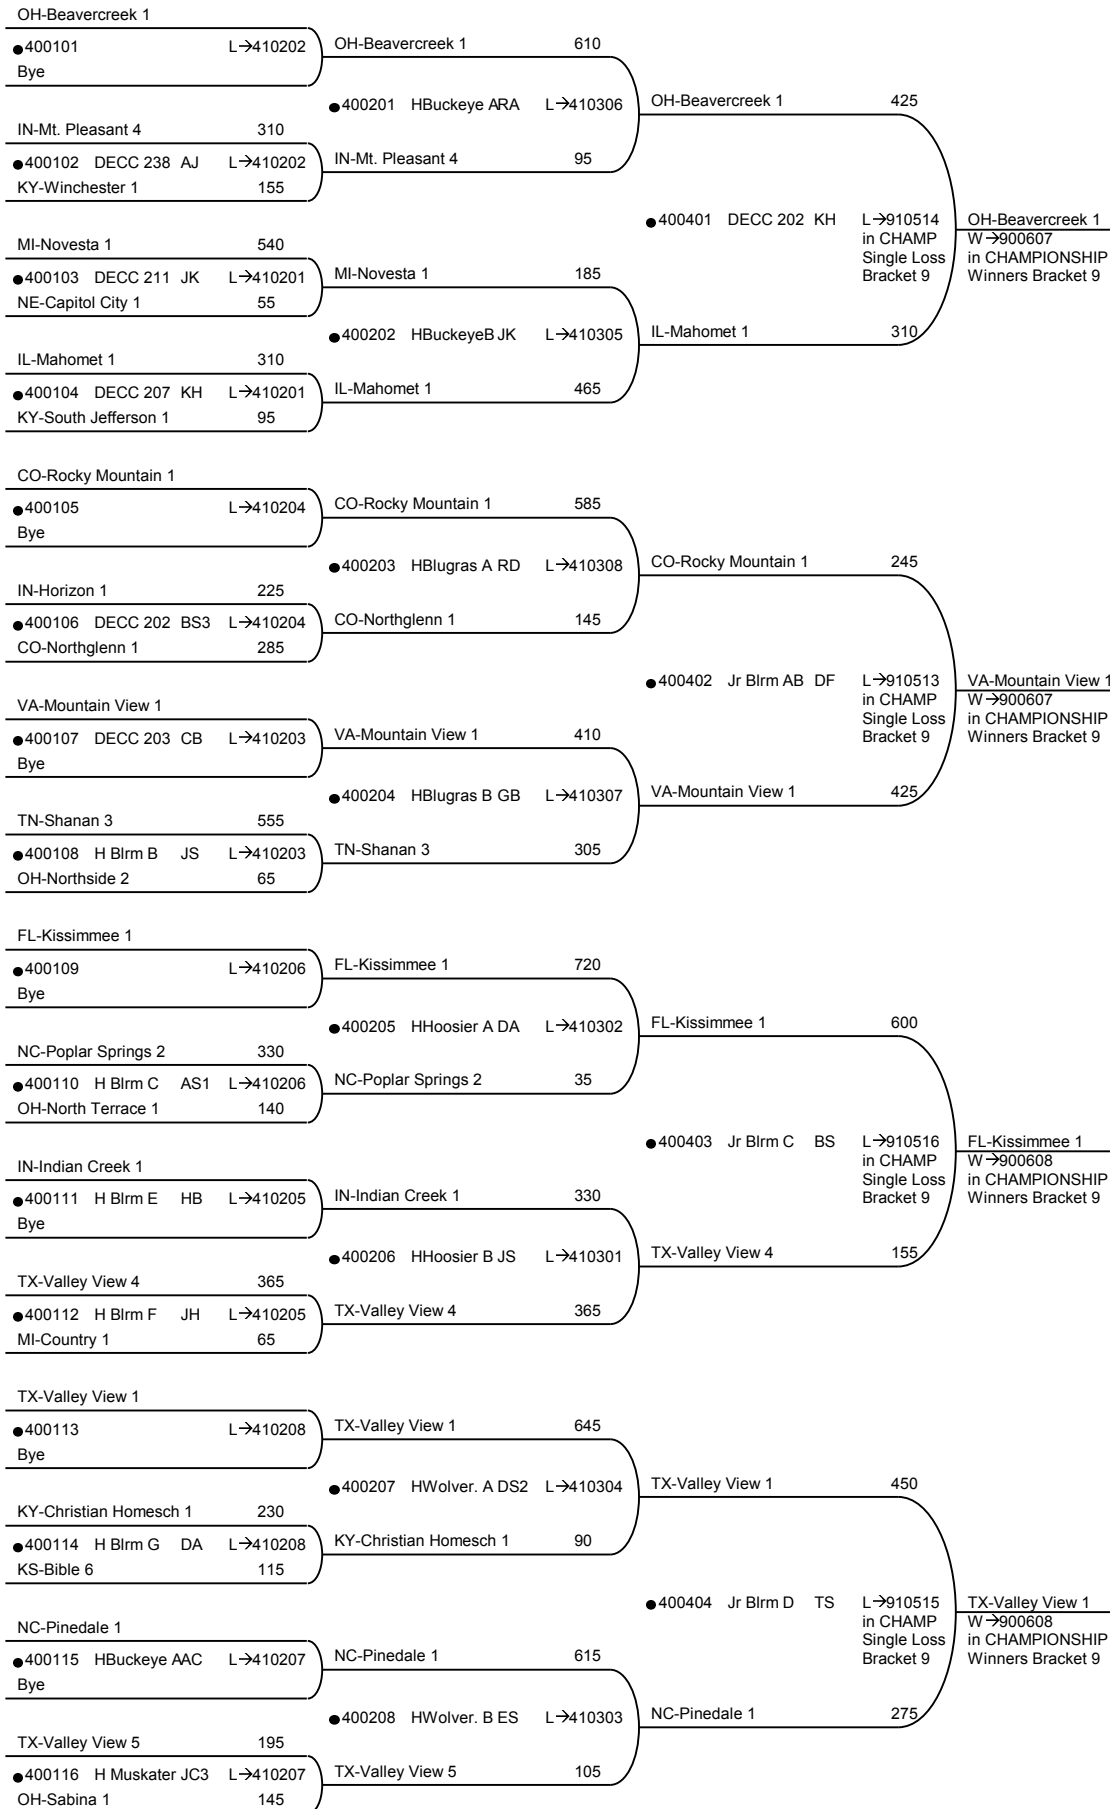 OH-Beavercreek 1
●400101 L→410202
Bye
IN-Mt. Pleasant 4 310
●400102 DECC 238 AJ L→410202
KY-Winchester 1 155
MI-Novesta 1 540
●400103 DECC 211 JK L→410201
NE-Capitol City 1 55
IL-Mahomet 1 310
●400104 DECC 207 KH L→410201
KY-South Jefferson 1 95
CO-Rocky Mountain 1
●400105 L→410204
Bye
IN-Horizon 1 225
●400106 DECC 202 BS3 L→410204
CO-Northglenn 1 285
VA-Mountain View 1
●400107 DECC 203 CB L→410203
Bye
TN-Shanan 3 555
●400108 H Blrm B JS L→410203
OH-Northside 2 65
FL-Kissimmee 1
●400109 L→410206
Bye
NC-Poplar Springs 2 330
●400110 H Blrm C AS1 L→410206
OH-North Terrace 1 140
IN-Indian Creek 1
●400111 H Blrm E HB L→410205
Bye
TX-Valley View 4 365
●400112 H Blrm F JH L→410205
MI-Country 1 65
TX-Valley View 1
●400113 L→410208
Bye
KY-Christian Homesch 1 230
●400114 H Blrm G DA L→410208
KS-Bible 6 115
NC-Pinedale 1
●400115 HBuckeye AAC L→410207
Bye
TX-Valley View 5 195
●400116 H Muskater JC3 L→410207
OH-Sabina 1 145
OH-Beavercreek 1 610
●400201 HBuckeye ARA L→410306
IN-Mt. Pleasant 4 95
MI-Novesta 1 185
●400202 HBuckeyeB JK L→410305
IL-Mahomet 1 465
CO-Rocky Mountain 1 585
●400203 HBlugras A RD L→410308
CO-Northglenn 1 145
VA-Mountain View 1 410
●400204 HBlugras B GB L→410307
TN-Shanan 3 305
FL-Kissimmee 1 720
●400205 HHoosier A DA L→410302
NC-Poplar Springs 2 35
IN-Indian Creek 1 330
●400206 HHoosier B JS L→410301
TX-Valley View 4 365
TX-Valley View 1 645
●400207 HWolver. A DS2 L→410304
KY-Christian Homesch 1 90
NC-Pinedale 1 615
●400208 HWolver. B ES L→410303
TX-Valley View 5 105
OH-Beavercreek 1 425
●400401 DECC 202 KH L→910514
in CHAMP
Single Loss
Bracket 9
IL-Mahomet 1 310
CO-Rocky Mountain 1 245
●400402 Jr Blrm AB DF L→910513
in CHAMP
Single Loss
Bracket 9
VA-Mountain View 1 425
FL-Kissimmee 1 600
●400403 Jr Blrm C BS L→910516
in CHAMP
Single Loss
Bracket 9
TX-Valley View 4 155
TX-Valley View 1 450
●400404 Jr Blrm D TS L→910515
in CHAMP
Single Loss
Bracket 9
NC-Pinedale 1 275
OH-Beavercreek 1
W→900607
in CHAMPIONSHIP
Winners Bracket 9
VA-Mountain View 1
W→900607
in CHAMPIONSHIP
Winners Bracket 9
FL-Kissimmee 1
W→900608
in CHAMPIONSHIP
Winners Bracket 9
TX-Valley View 1
W→900608
in CHAMPIONSHIP
Winners Bracket 9